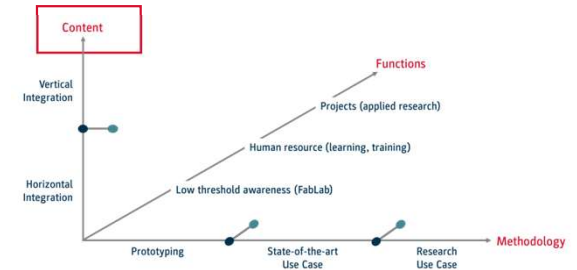 Content
Functions
Vertical
Integration
Projects (applied research)
Human resource (learning, training)
Horizontal
Integration
Low threshold awareness (FabLab)
Methodology
Prototyping
State-of-the-art
Use Case
Research
Use Case